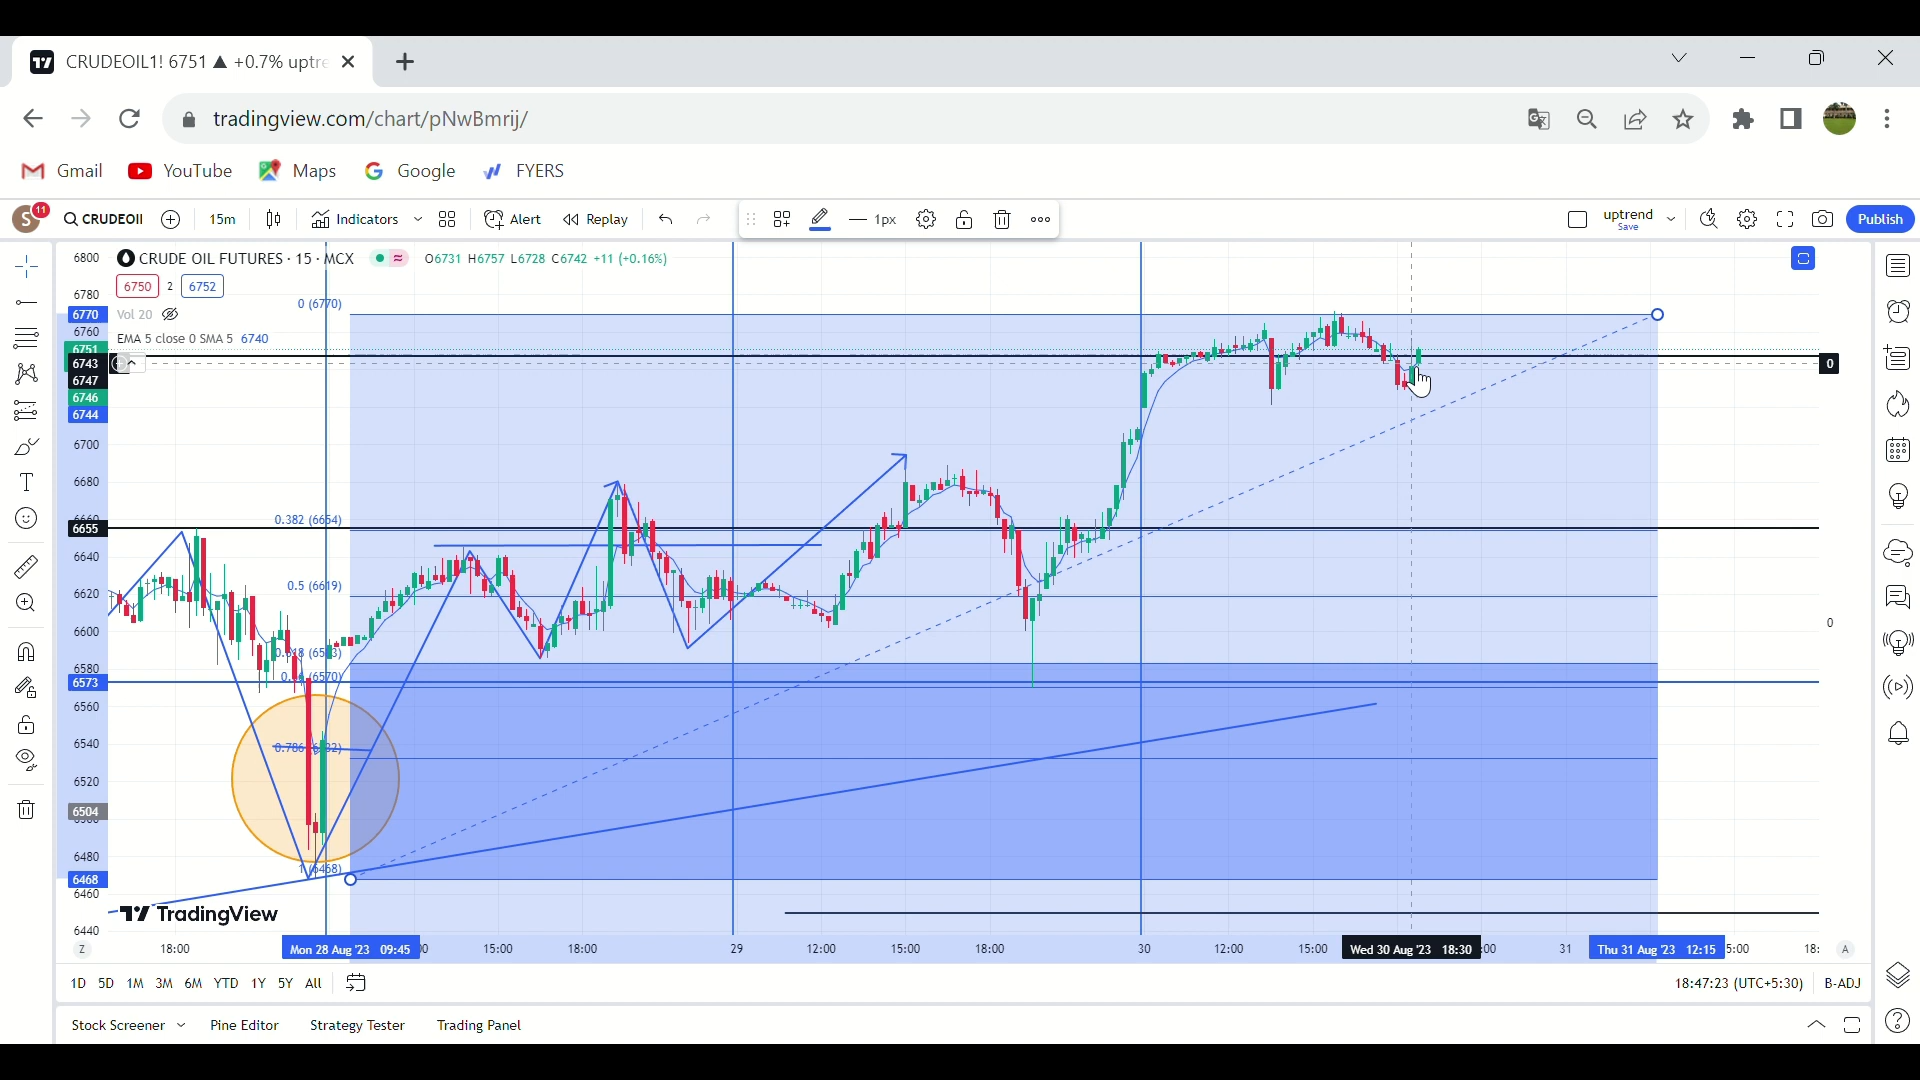 CRUDEOIL1! 6751 ▲ +0.7% uptre
tradingview.com/chart/pNwBmrij/
Gmail YouTube Maps Google FYERS
S 11 CRUDEOIl 15m Indicators Alert Replay 1px uptrend Save Publish
CRUDE OIL FUTURES · 15 · MCX O6731 H6757 L6728 C6742 +11 (+0.16%)
6750 2 6752
Vol 20
EMA 5 close 0 SMA 5 6740
6800
6780
6770
6760
6751
6743
6747
6746
6744
6700
6680
6655
6640
6620
6600
6580
6573
6560
6540
6520
6504
6480
6468
6460
6440
0 (6770)
0.382 (6654)
0.5 (6619)
1 (6468)
0
0
TradingView
Z 18:00 Mon 28 Aug '23 09:45 15:00 18:00 29 12:00 15:00 18:00 30 12:00 15:00 Wed 30 Aug '23 18:30 31 Thu 31 Aug '23 12:15 5:00 18: A
1D 5D 1M 3M 6M YTD 1Y 5Y All 18:47:23 (UTC+5:30) B-ADJ
Stock Screener Pine Editor Strategy Tester Trading Panel